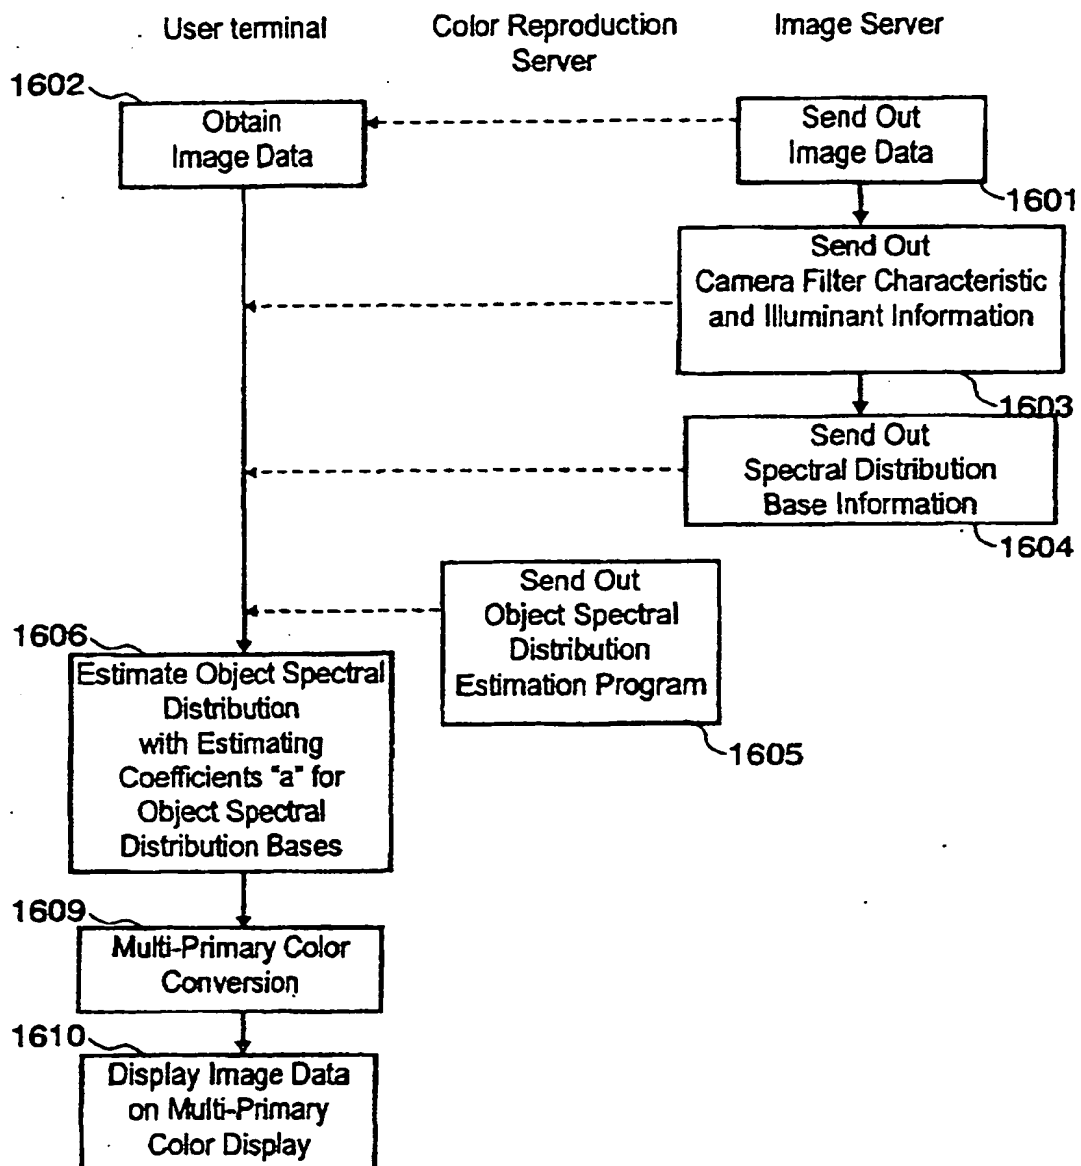 User terminal
Color Reproduction
Server
Image Server
1602
Obtain
Image Data
Send Out
Image Data
1601
Send Out
Camera Filter Characteristic
and Illuminant Information
1603
Send Out
Spectral Distribution
Base Information
1604
Send Out
Object Spectral
Distribution
Estimation Program
1605
1606
Estimate Object Spectral
Distribution
with Estimating
Coefficients "a" for
Object Spectral
Distribution Bases
1609
Multi-Primary Color
Conversion
1610
Display Image Data
on Multi-Primary
Color Display